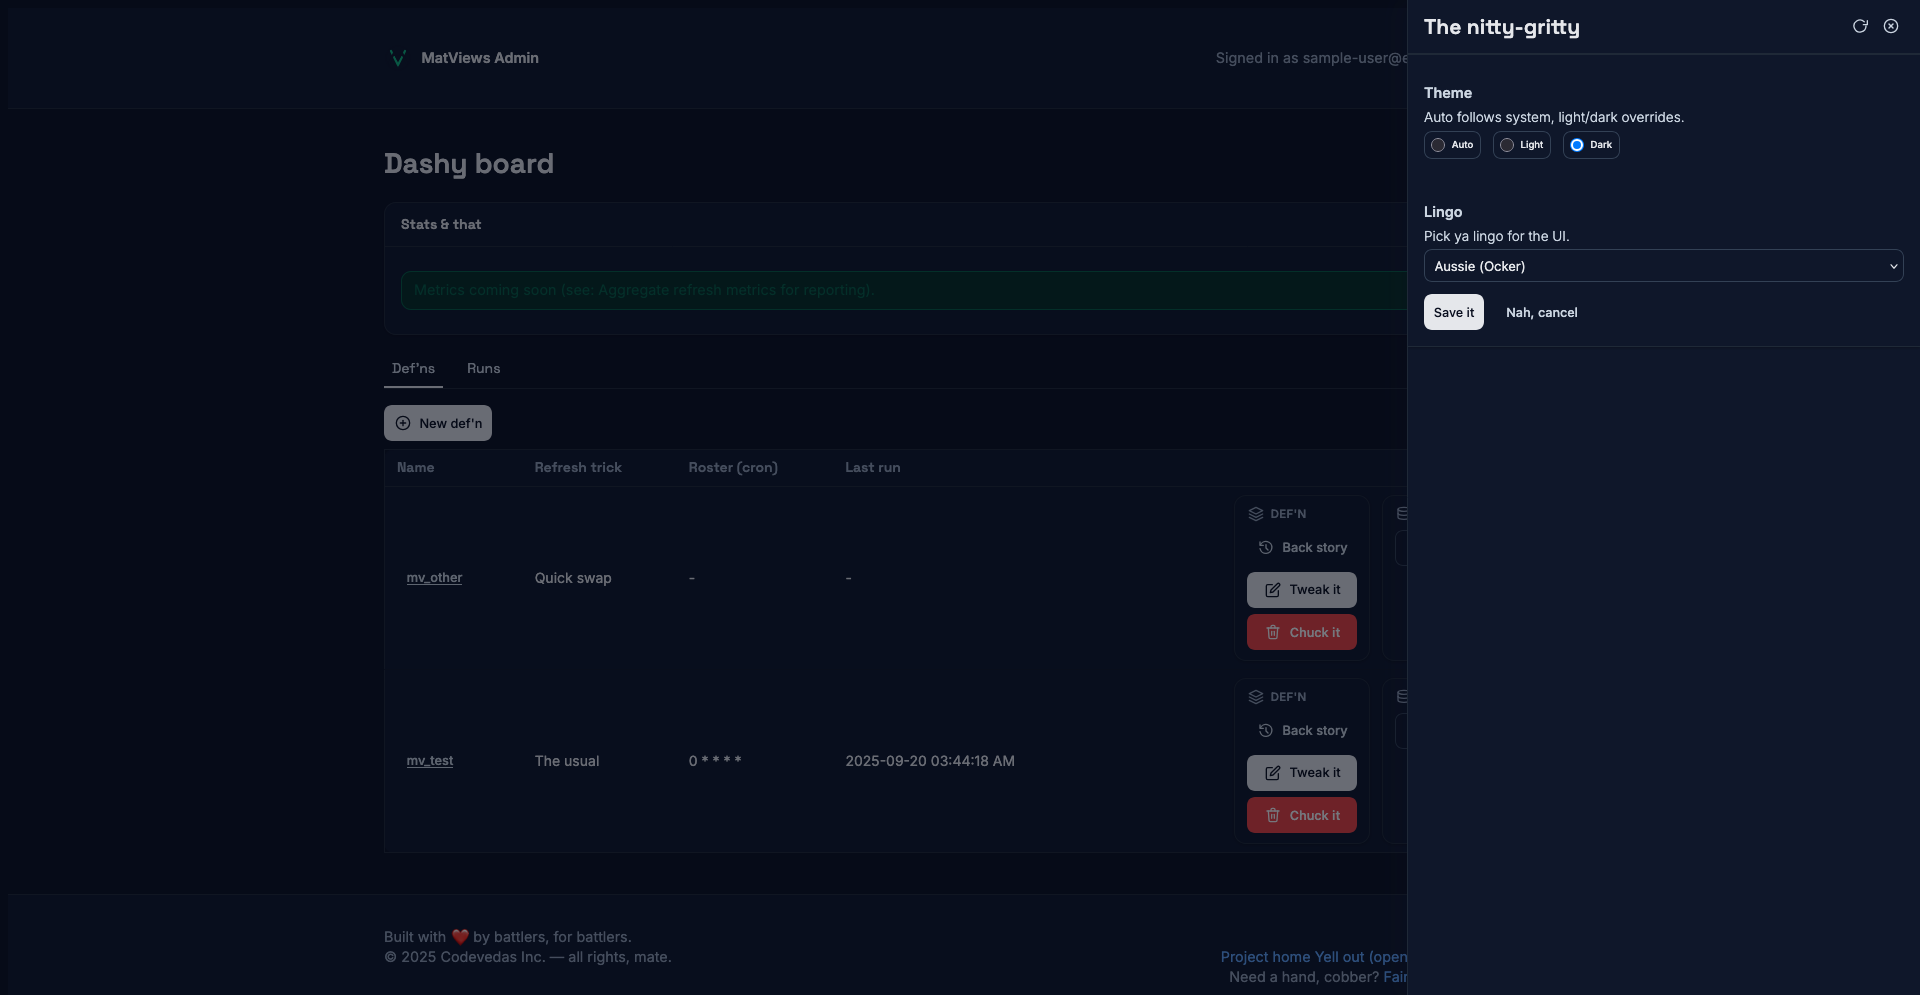 MatViews Admin
Signed in as sample-user@e
Dashy board
Stats & that
Metrics coming soon (see: Aggregate refresh metrics for reporting).
Def'ns
Runs
New def'n
Name
Refresh trick
Roster (cron)
Last run
mv_other
Quick swap
-
-
DEF'N
Back story
Tweak it
Chuck it
mv_test
The usual
0 * * * *
2025-09-20 03:44:18 AM
DEF'N
Back story
Tweak it
Chuck it
Built with ❤️ by battlers, for battlers.
© 2025 Codevedas Inc. — all rights, mate.
Project home Yell out (open
Need a hand, cobber? Fair
The nitty-gritty
Theme
Auto follows system, light/dark overrides.
Auto
Light
Dark
Lingo
Pick ya lingo for the UI.
Aussie (Ocker)
Save it
Nah, cancel